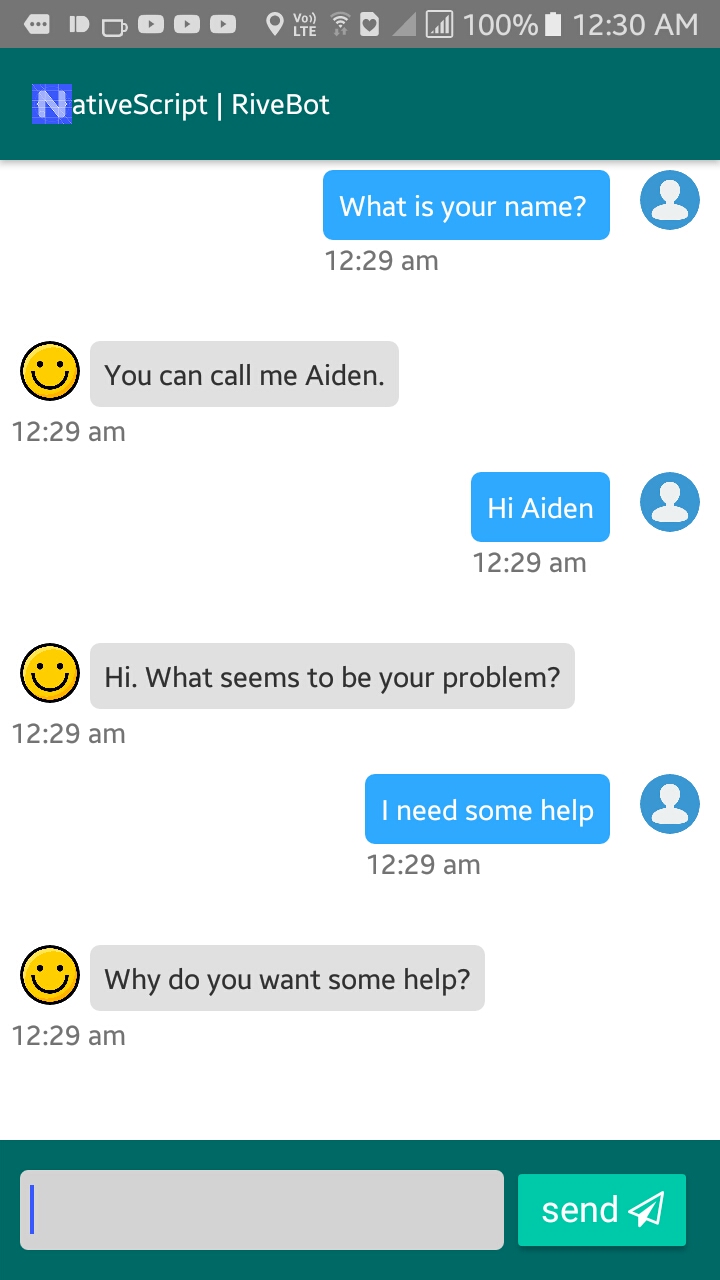 Vo)) LTE 100% 12:30 AM
NativeScript | RiveBot
What is your name?
12:29 am
You can call me Aiden.
12:29 am
Hi Aiden
12:29 am
Hi. What seems to be your problem?
12:29 am
I need some help
12:29 am
Why do you want some help?
12:29 am
send